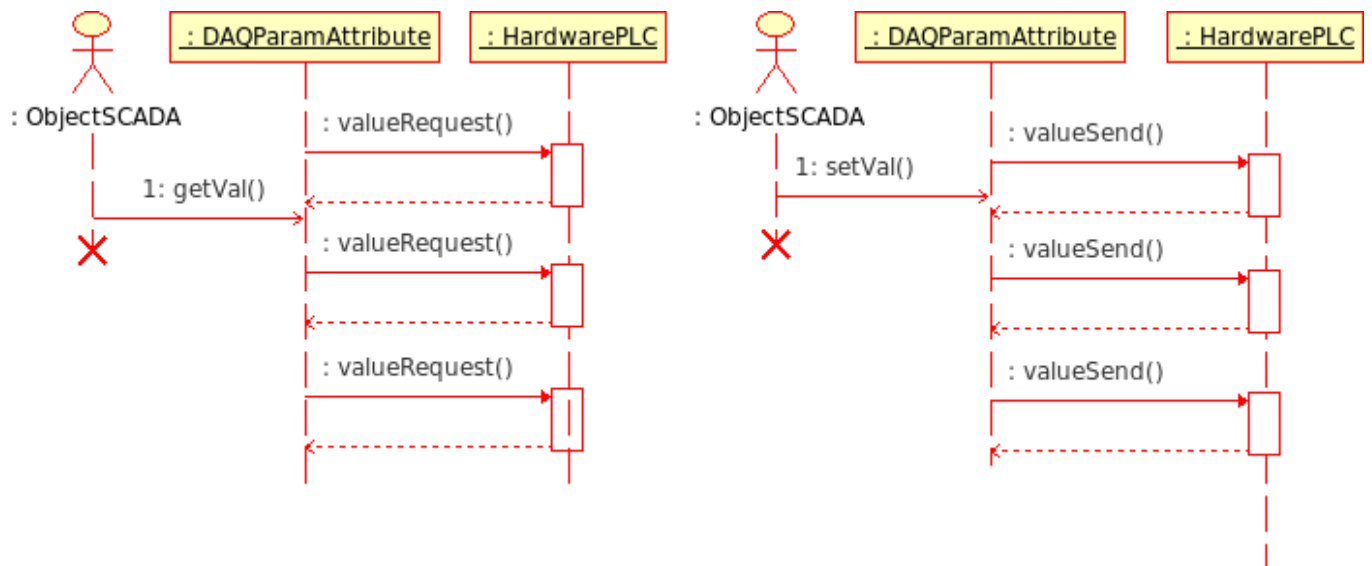 : DAQParamAttribute
: HardwarePLC
: ObjectSCADA
: valueRequest()
1: getVal()
: valueRequest()
: valueRequest()
: DAQParamAttribute
: HardwarePLC
: ObjectSCADA
: valueSend()
1: setVal()
: valueSend()
: valueSend()